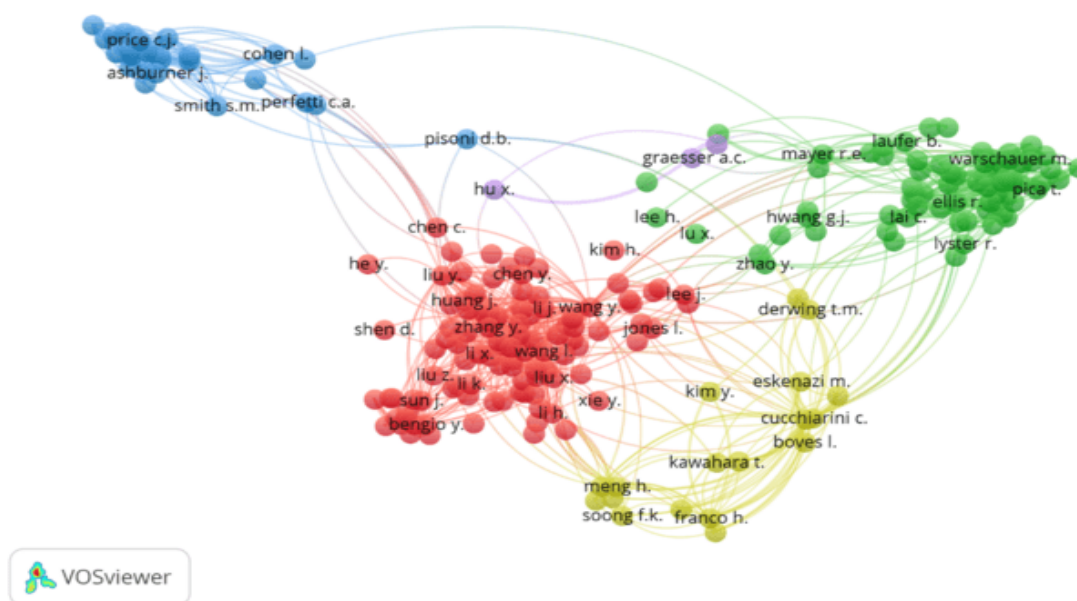 price c.j.
cohen l.
ashburner j.
smith s.m.
perfetti c.a.
pisoni d.b.
graesser a.c.
mayer r.e.
laufer b.
warschauer m.
pica t.
hu x.
ellis r.
lee h.
hwang g.j.
lai c.
chen c.
lu x.
lyster r.
kim h.
he y.
liu y.
chen y.
zhao y.
huang j.
li j.
wang y.
lee j.
derwing t.m.
shen d.
zhang y.
jones l.
li x.
wang l.
liu z.
li k.
liu x.
eskenazi m.
kim y.
sun j.
xie y.
li h.
cucchiarini c.
bengio y.
boves l.
kawahara t.
meng h.
soong f.k.
franco h.
VOSviewer